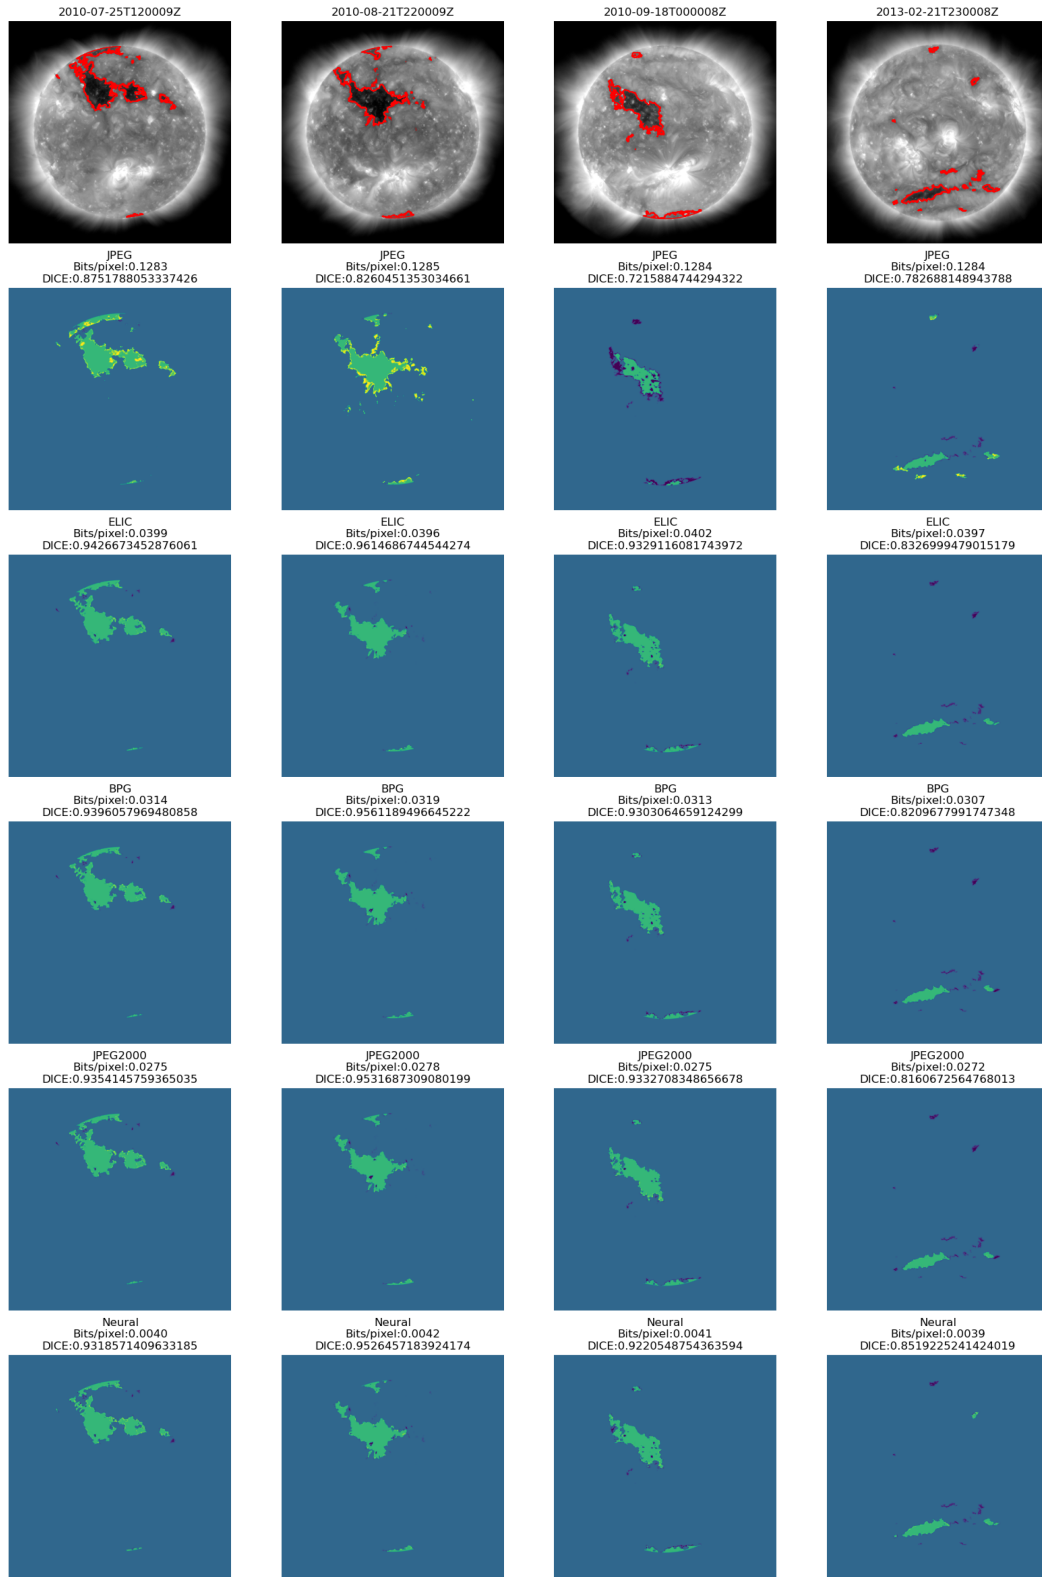 2010-07-25T120009Z
2010-08-21T220009Z
2010-09-18T000008Z
2013-02-21T230008Z
JPEG
Bits/pixel:0.1283
DICE:0.8751788053337426
JPEG
Bits/pixel:0.1285
DICE:0.8260451353034661
JPEG
Bits/pixel:0.1284
DICE:0.7215884744294322
JPEG
Bits/pixel:0.1284
DICE:0.782688148943788
ELIC
Bits/pixel:0.0399
DICE:0.9426673452876061
ELIC
Bits/pixel:0.0396
DICE:0.9614686744544274
ELIC
Bits/pixel:0.0402
DICE:0.9329116081743972
ELIC
Bits/pixel:0.0397
DICE:0.8326999479015179
BPG
Bits/pixel:0.0314
DICE:0.9396057969480858
BPG
Bits/pixel:0.0319
DICE:0.9561189496645222
BPG
Bits/pixel:0.0313
DICE:0.9303064659124299
BPG
Bits/pixel:0.0307
DICE:0.8209677991747348
JPEG2000
Bits/pixel:0.0275
DICE:0.9354145759365035
JPEG2000
Bits/pixel:0.0278
DICE:0.9531687309080199
JPEG2000
Bits/pixel:0.0275
DICE:0.9332708348656678
JPEG2000
Bits/pixel:0.0272
DICE:0.8160672564768013
Neural
Bits/pixel:0.0040
DICE:0.9318571409633185
Neural
Bits/pixel:0.0042
DICE:0.9526457183924174
Neural
Bits/pixel:0.0041
DICE:0.9220548754363594
Neural
Bits/pixel:0.0039
DICE:0.8519225241424019